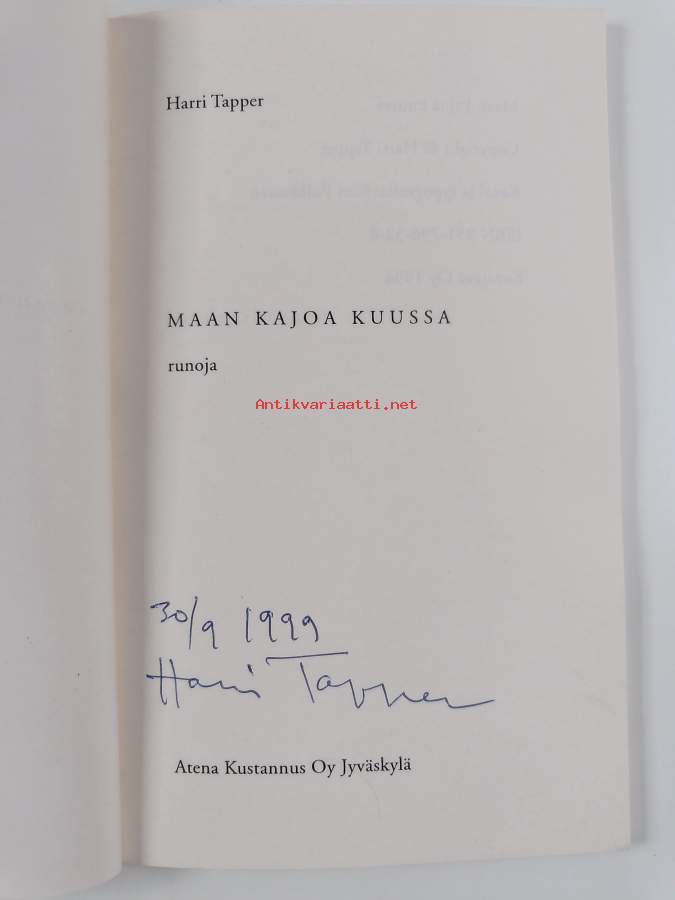 Harri Tapper
MAAN KAJOA KUUSSA
runoja
Antikvariaatti.net
30/9 1999
Harri Tapper
Atena Kustannus Oy Jyväskylä